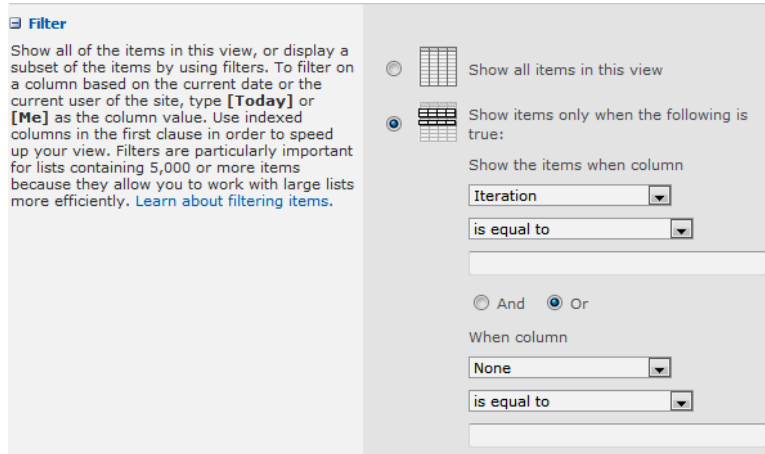 Filter
Show all of the items in this view, or display a
subset of the items by using filters. To filter on
a column based on the current date or the
current user of the site, type [Today] or
[Me] as the column value. Use indexed
columns in the first clause in order to speed
up your view. Filters are particularly important
for lists containing 5,000 or more items
because they allow you to work with large lists
more efficiently. Learn about filtering items.
Show all items in this view
Show items only when the following is
true:
Show the items when column
Iteration
is equal to
And Or
When column
None
is equal to